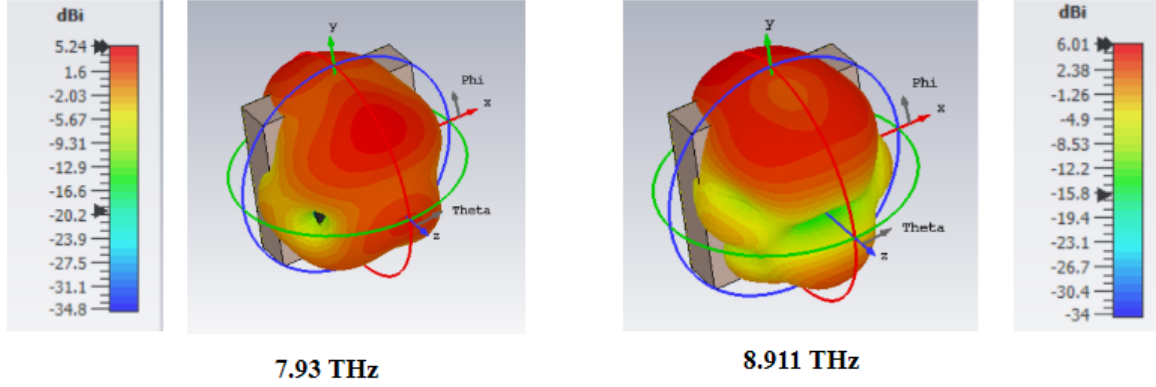 dBi
5.24
1.6
-2.03
-5.67
-9.31
-12.9
-16.6
-20.2
-23.9
-27.5
-31.1
-34.8
y
Phi
x
Theta
z
7.93 THz
y
Phi
x
Theta
z
8.911 THz
dBi
6.01
2.38
-1.26
-4.9
-8.53
-12.2
-15.8
-19.4
-23.1
-26.7
-30.4
-34